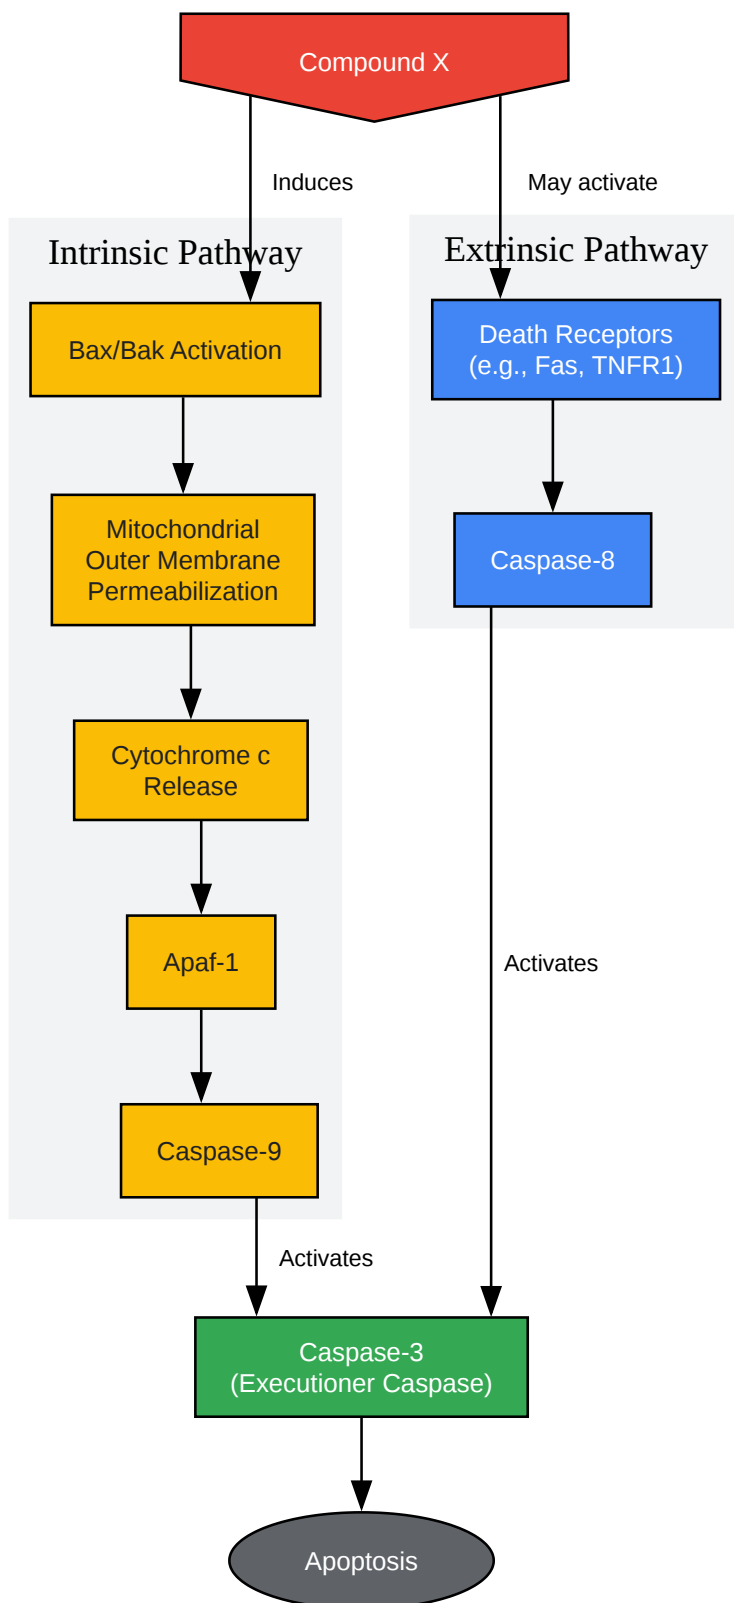 Compound X
Induces
May activate
Intrinsic Pathway
Extrinsic Pathway
Bax/Bak Activation
Death Receptors
(e.g., Fas, TNFR1)
Mitochondrial
Outer Membrane
Permeabilization
Caspase-8
Cytochrome c
Release
Apaf-1
Activates
Caspase-9
Activates
Caspase-3
(Executioner Caspase)
Apoptosis